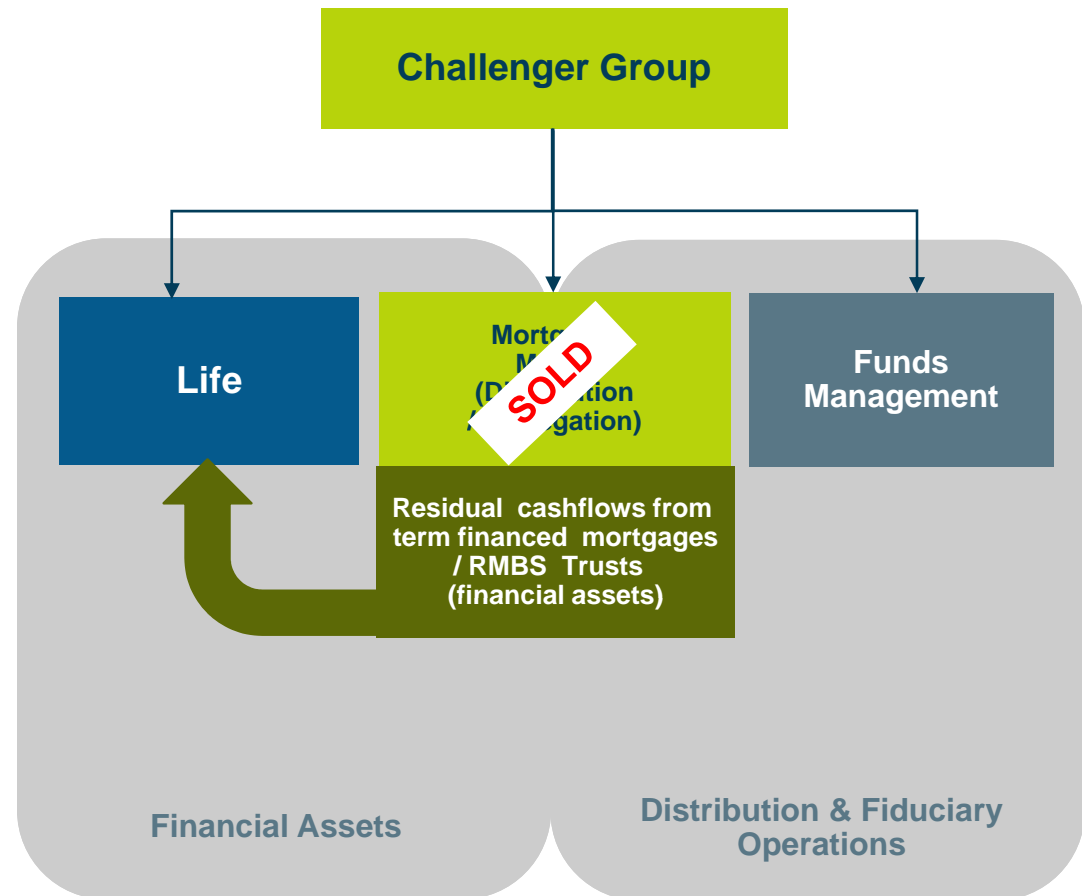 Challenger Group
Life
SOLD
Funds
Management
Residual cashflows from
term financed mortgages
/ RMBS Trusts
(financial assets)
Financial Assets
Distribution & Fiduciary
Operations